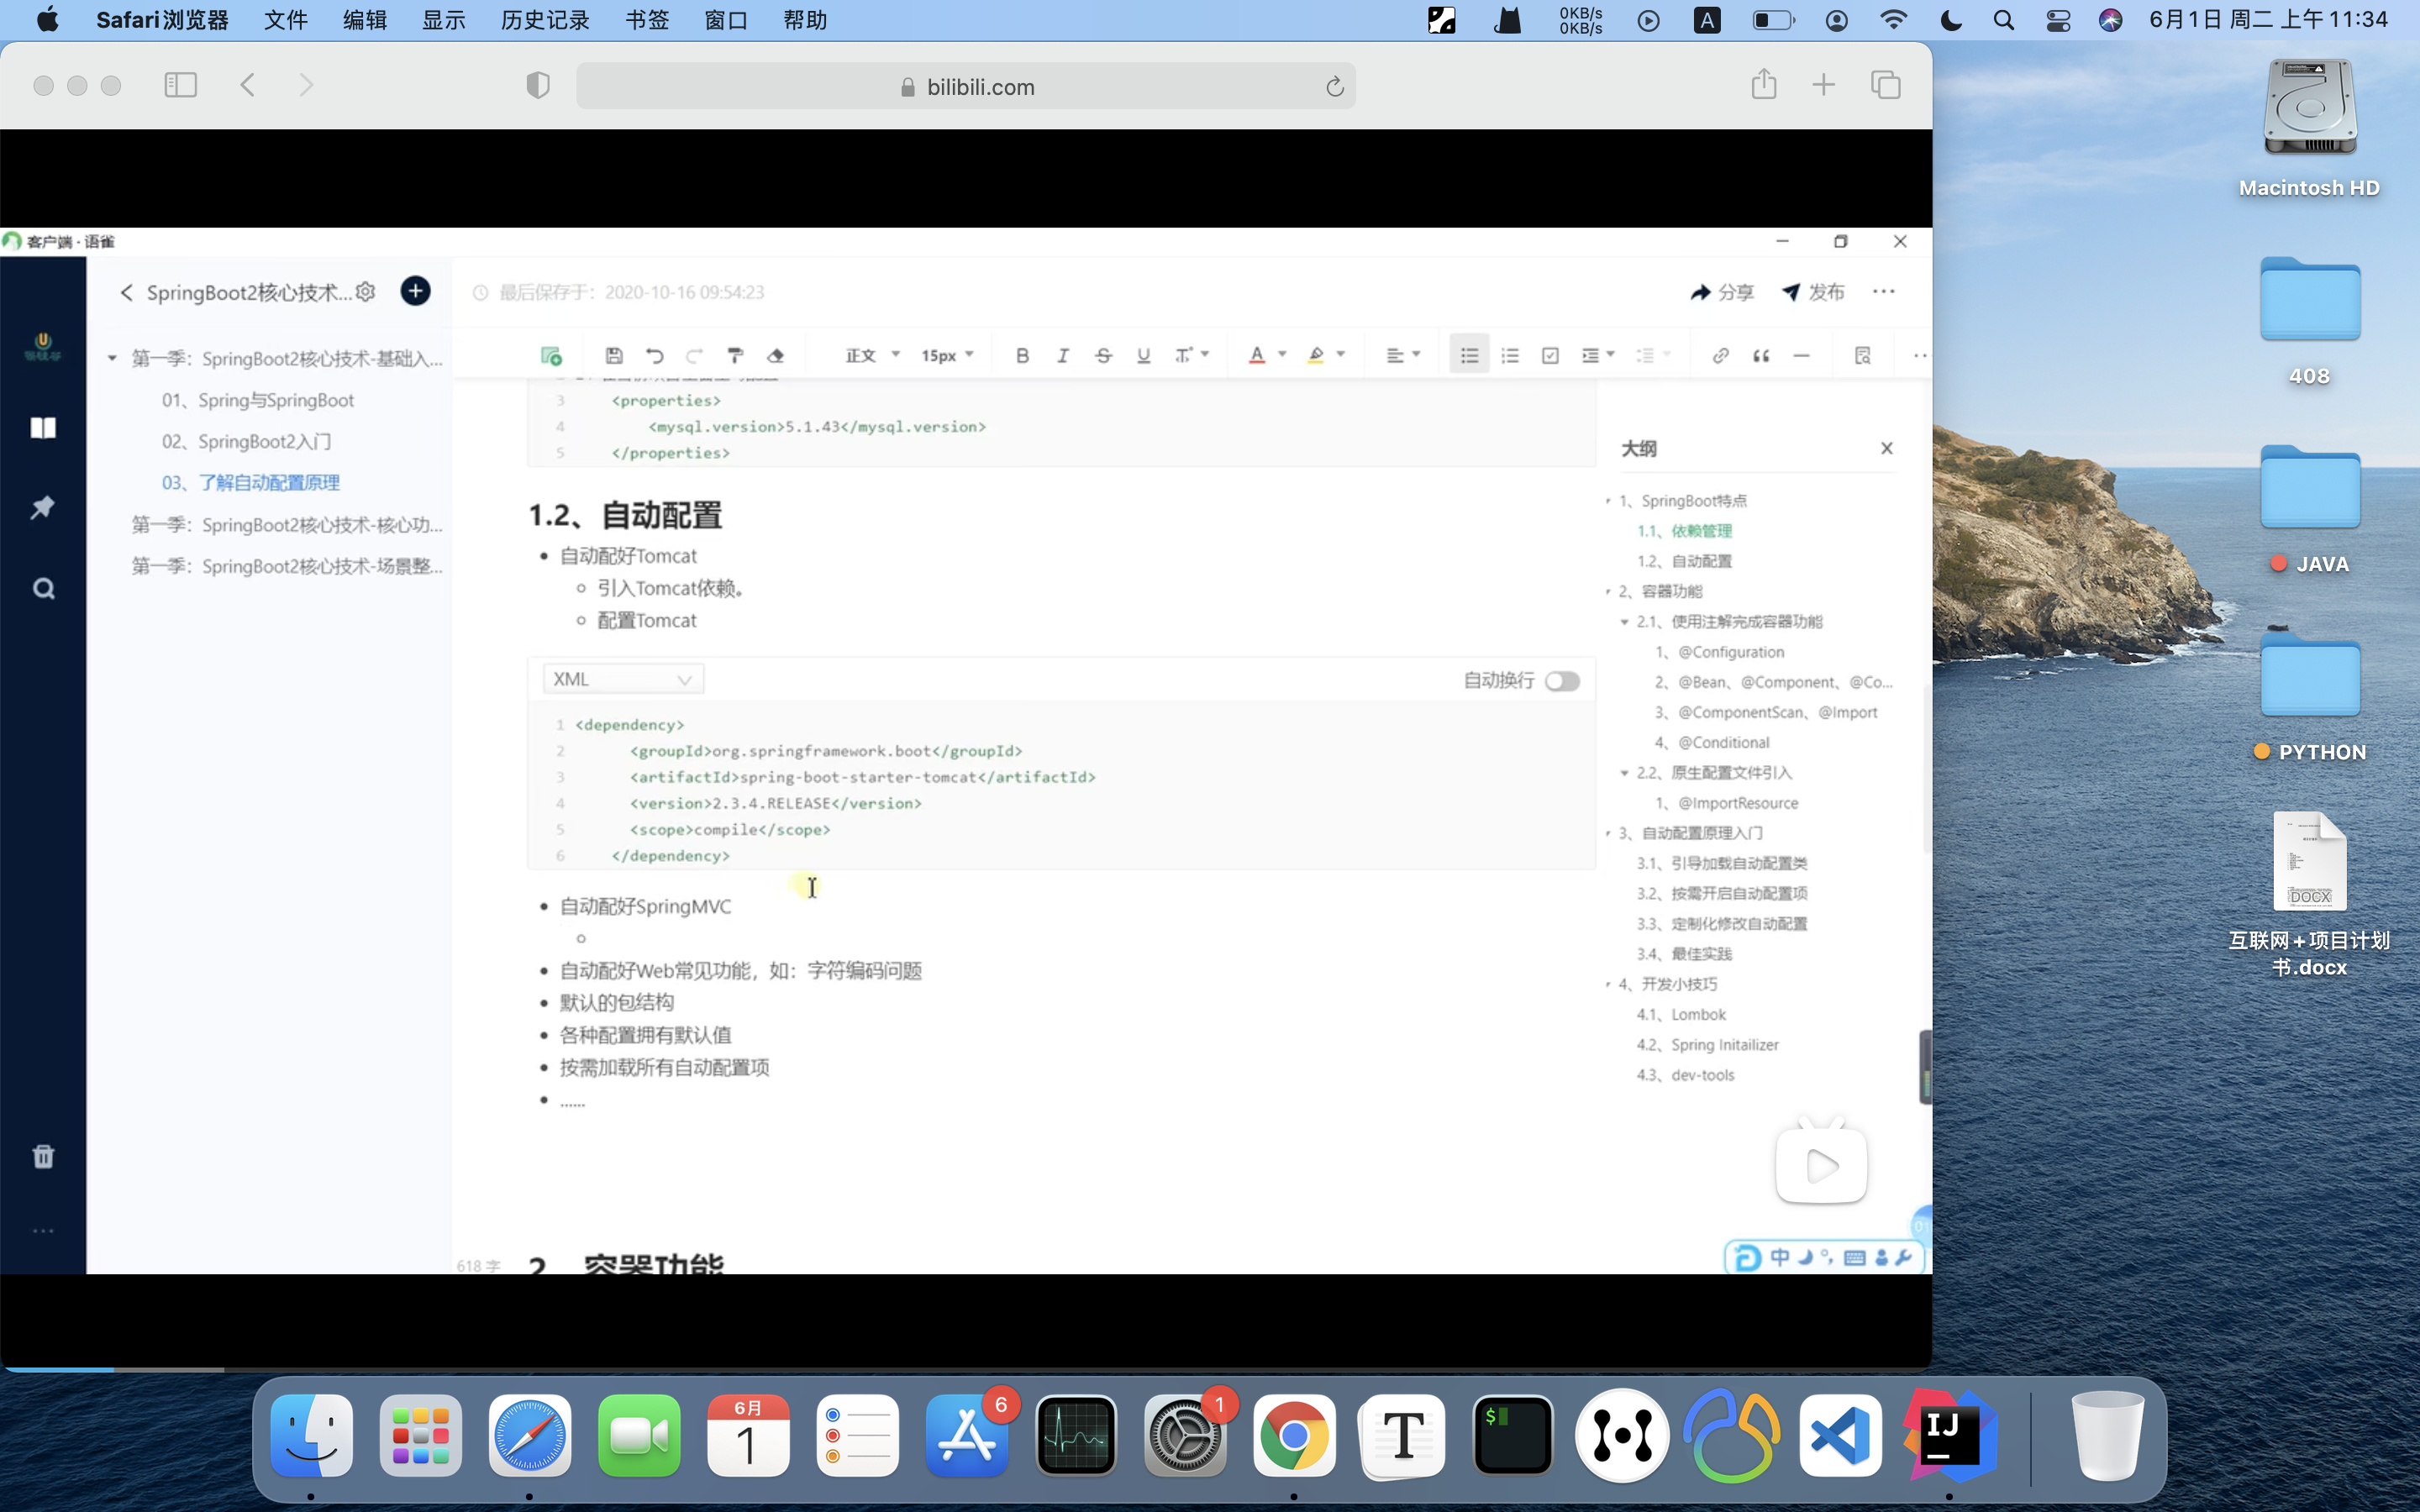 Safari浏览器 文件 编辑 显示 历史记录 书签 窗口 帮助
0KB/s
0KB/s
A
6月1日 周二 上午 11:34
bilibili.com
客户端 · 语雀
SpringBoot2核心技术...
最后保存于: 2020-10-16 09:54:23
分享 发布
正文 15px
第一季: SpringBoot2核心技术-基础入...
01、Spring与SpringBoot
02、SpringBoot2入门
03、了解自动配置原理
第一季: SpringBoot2核心技术-核心功...
第一季: SpringBoot2核心技术-场景整...
3 <properties>
4 <mysql.version>5.1.43</mysql.version>
5 </properties>
1.2、自动配置
自动配好Tomcat
引入Tomcat依赖。
配置Tomcat
XML
自动换行
1 <dependency>
2 <groupId>org.springframework.boot</groupId>
3 <artifactId>spring-boot-starter-tomcat</artifactId>
4 <version>2.3.4.RELEASE</version>
5 <scope>compile</scope>
6 </dependency>
自动配好SpringMVC
自动配好Web常见功能，如：字符编码问题
默认的包结构
各种配置拥有默认值
按需加载所有自动配置项
......
618 字
2、容器功能
大纲
1、SpringBoot特点
1.1、依赖管理
1.2、自动配置
2、容器功能
2.1、使用注解完成容器功能
1、@Configuration
2、@Bean、@Component、@Co...
3、@ComponentScan、@Import
4、@Conditional
2.2、原生配置文件引入
1、@ImportResource
3、自动配置原理入门
3.1、引导加载自动配置类
3.2、按需开启自动配置项
3.3、定制化修改自动配置
3.4、最佳实践
4、开发小技巧
4.1、Lombok
4.2、Spring Initailizer
4.3、dev-tools
中
Macintosh HD
408
JAVA
PYTHON
DOCX
互联网+项目计划
书.docx
6月
1
6
1
T
$
IJ